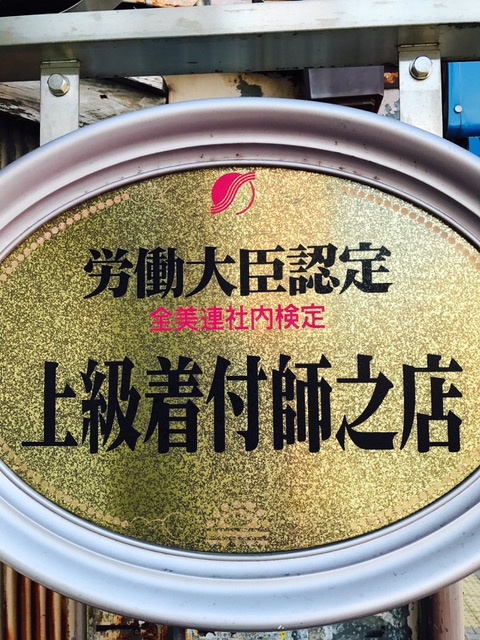 労働大臣認定
全美連社内検定
上級着付師之店